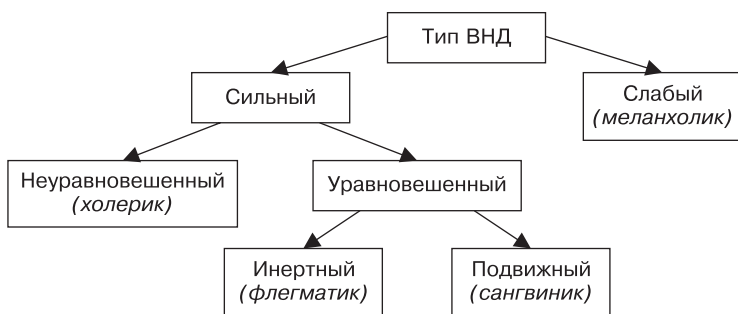 Тип ВНД
Сильный
Слабый
(меланхолик)
Неуравновешенный
(холерик)
Уравновешенный
Инертный
(флегматик)
Подвижный
(сангвиник)